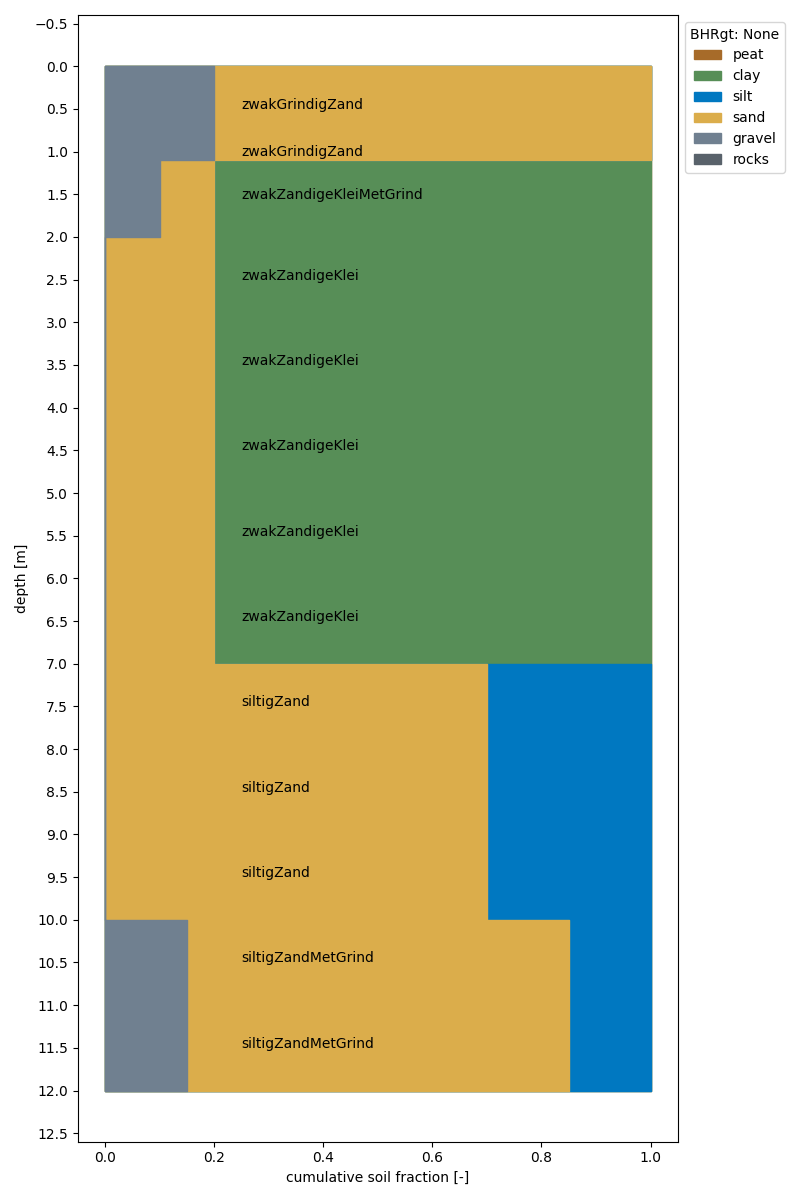 −0.5
0.0
0.5
1.0
1.5
2.0
2.5
3.0
3.5
4.0
4.5
5.0
5.5
6.0
6.5
7.0
7.5
8.0
8.5
9.0
9.5
10.0
10.5
11.0
11.5
12.0
12.5
depth [m]
zwakGrindigZand
zwakGrindigZand
zwakZandigeKleiMetGrind
zwakZandigeKlei
zwakZandigeKlei
zwakZandigeKlei
zwakZandigeKlei
zwakZandigeKlei
siltigZand
siltigZand
siltigZand
siltigZandMetGrind
siltigZandMetGrind
0.0 0.2 0.4 0.6 0.8 1.0
cumulative soil fraction [-]
BHRgt: None
peat
clay
silt
sand
gravel
rocks